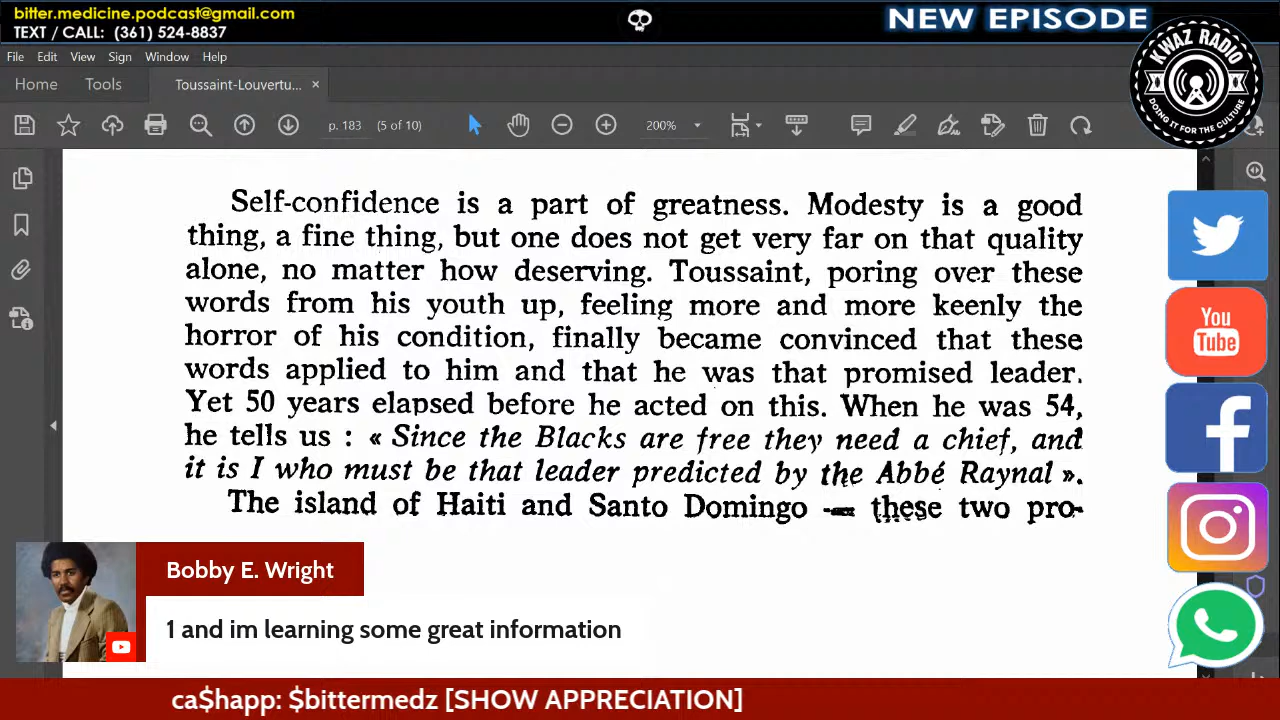 bitter.medicine.podcast@gmail.com
TEXT / CALL: (361) 524-8837
NEW EPISODE
KWAZ RADIO
DOING IT FOR THE CULTURE
File Edit View Sign Window Help
Home Tools Toussaint-Louvertu... ×
p. 183 (5 of 10) 200%
Self-confidence is a part of greatness. Modesty is a good
thing, a fine thing, but one does not get very far on that quality
alone, no matter how deserving. Toussaint, poring over these
words from his youth up, feeling more and more keenly the
horror of his condition, finally became convinced that these
words applied to him and that he was that promised leader.
Yet 50 years elapsed before he acted on this. When he was 54,
he tells us : « Since the Blacks are free they need a chief, and
it is I who must be that leader predicted by the Abbé Raynal ».
The island of Haiti and Santo Domingo — these two pro-
You
Tube
Bobby E. Wright
1 and im learning some great information
ca$happ: $bittermedz [SHOW APPRECIATION]